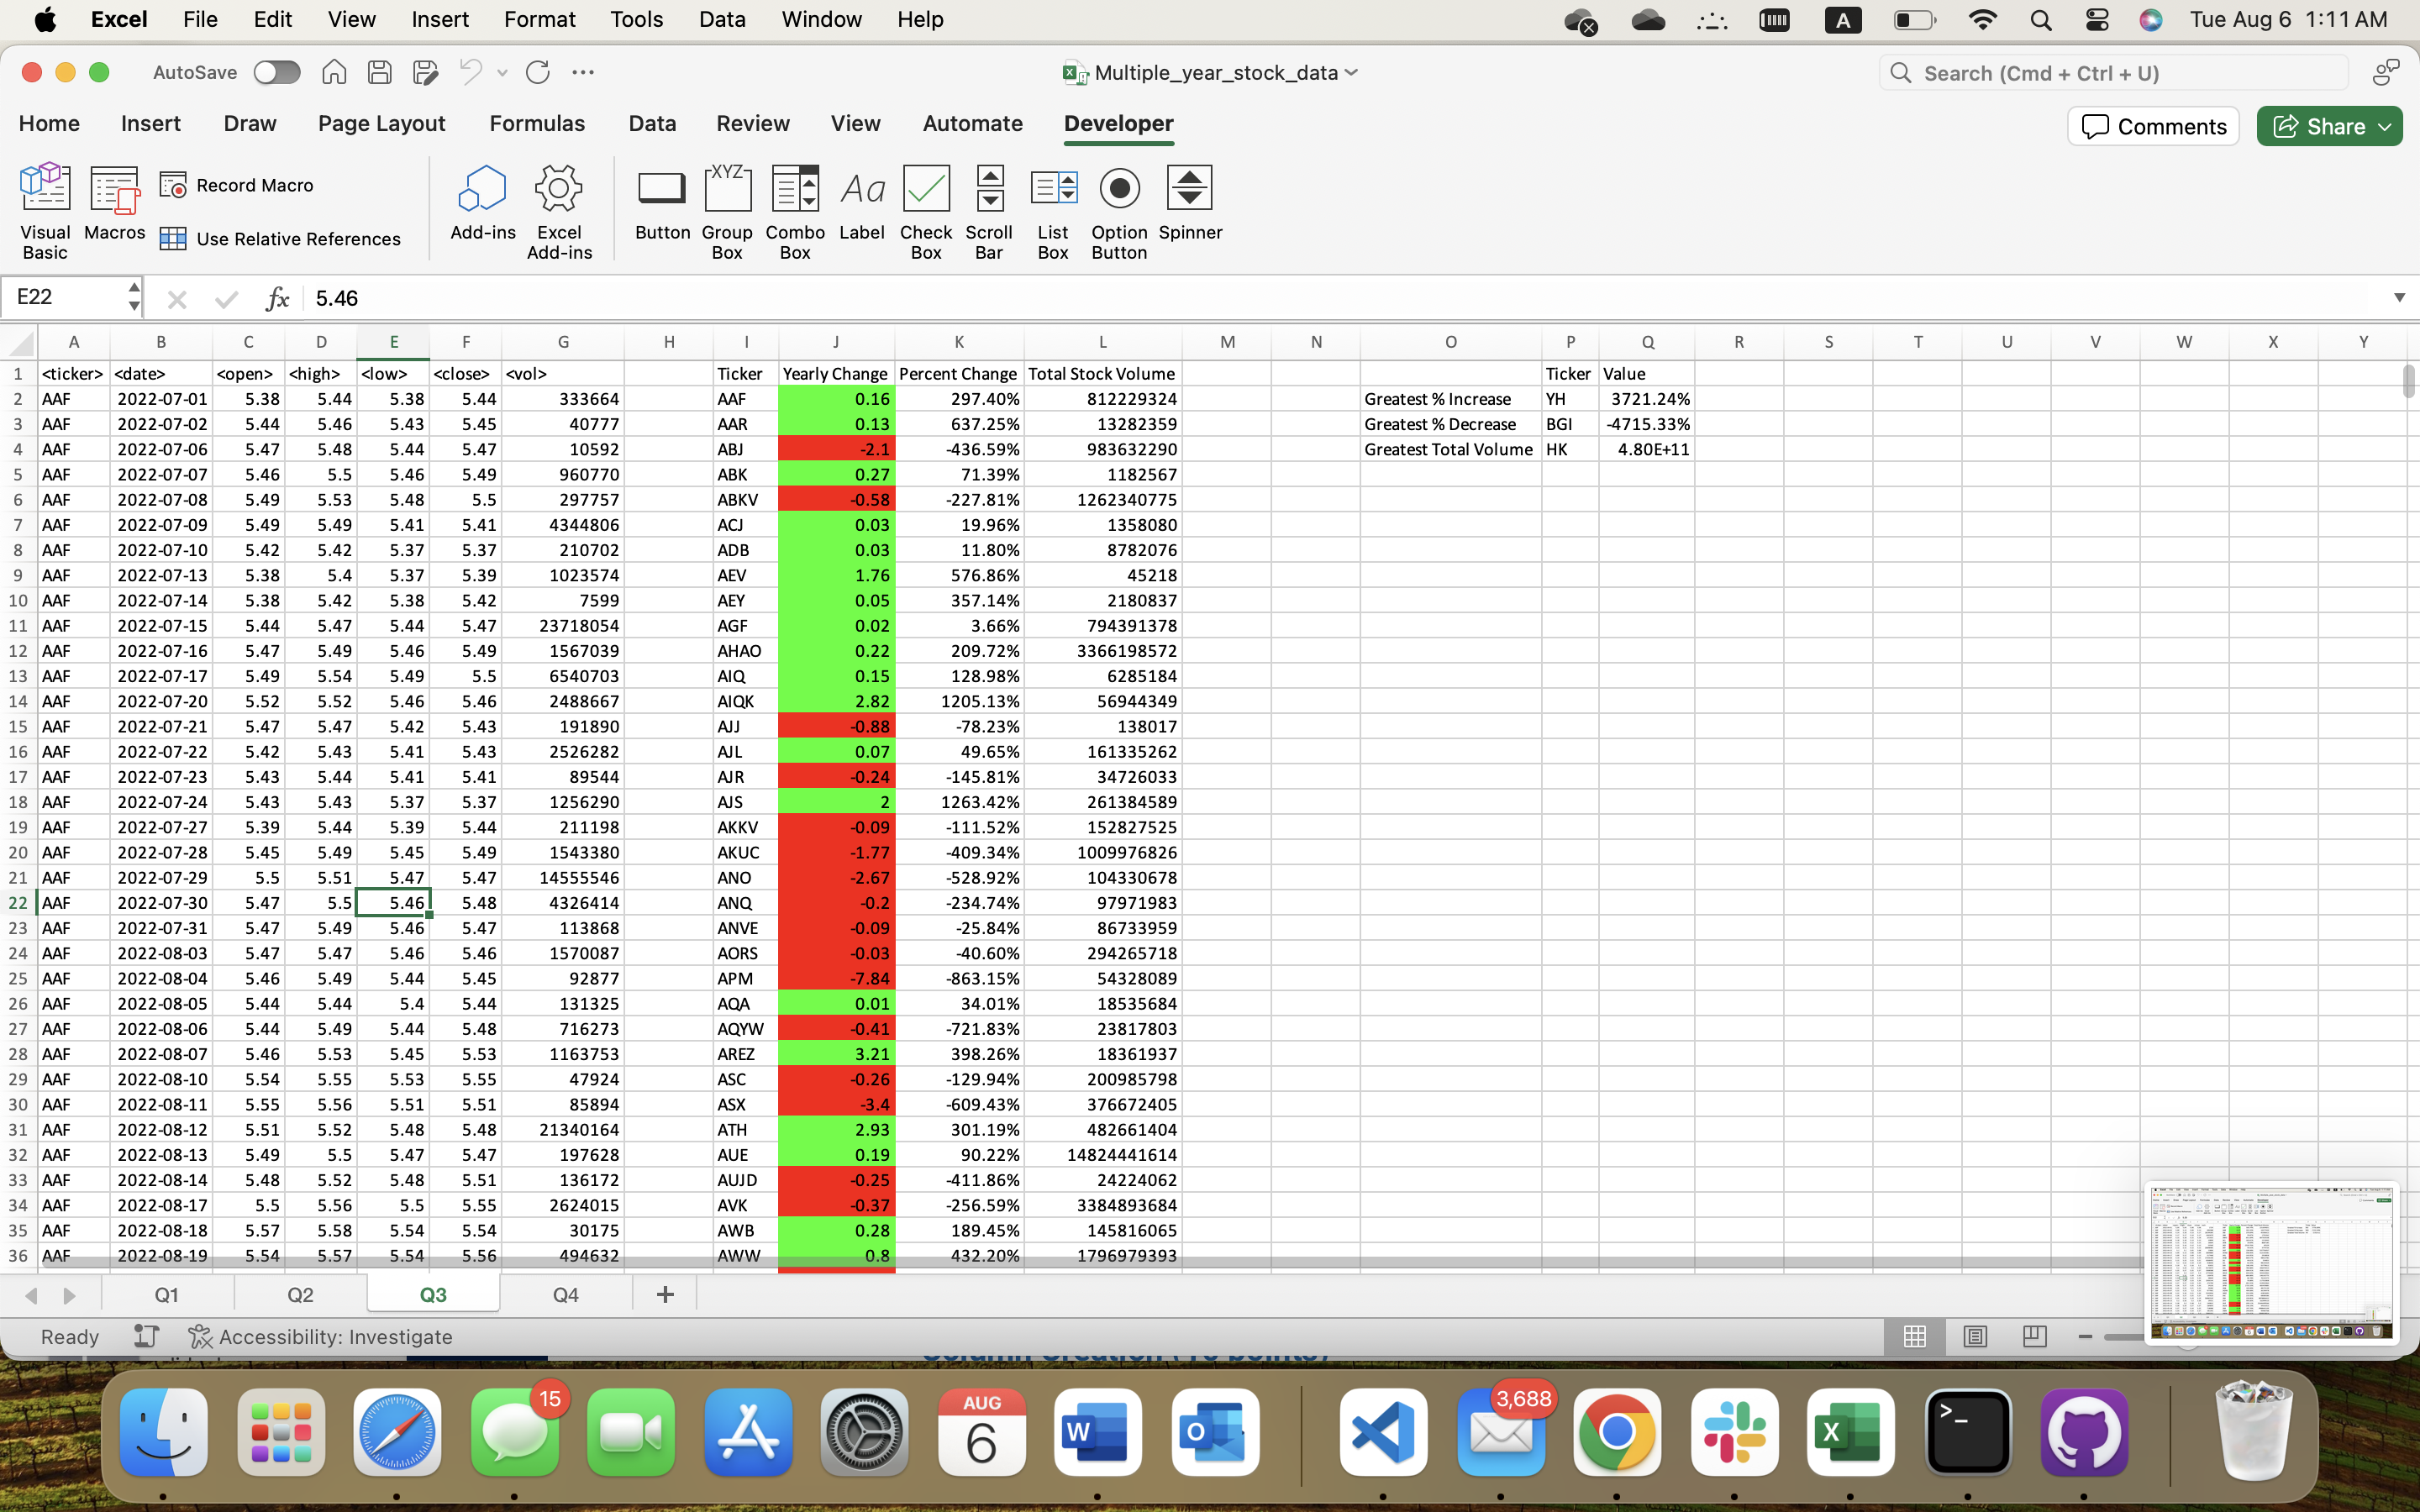 Excel File Edit View Insert Format Tools Data Window Help A Tue Aug 6 1:11 AM
AutoSave Multiple_year_stock_data Search (Cmd + Ctrl + U)
Home Insert Draw Page Layout Formulas Data Review View Automate Developer Comments Share
Visual Basic Macros Record Macro Use Relative References Add-ins Excel Add-ins XYZ Aa Button Group Box Combo Box Label Check Box Scroll Bar List Box Option Button Spinner
E22 fx 5.46
A B C D E F G H I J K L M N O P Q R S T U V W X Y
1 <ticker> <date> <open> <high> <low> <close> <vol> Ticker Yearly Change Percent Change Total Stock Volume Ticker Value
2 AAF 2022-07-01 5.38 5.44 5.38 5.44 333664 AAF 0.16 297.40% 812229324 Greatest % Increase YH 3721.24%
3 AAF 2022-07-02 5.44 5.46 5.43 5.45 40777 AAR 0.13 637.25% 13282359 Greatest % Decrease BGI -4715.33%
4 AAF 2022-07-06 5.47 5.48 5.44 5.47 10592 ABJ -2.1 -436.59% 983632290 Greatest Total Volume HK 4.80E+11
5 AAF 2022-07-07 5.46 5.5 5.46 5.49 960770 ABK 0.27 71.39% 1182567
6 AAF 2022-07-08 5.49 5.53 5.48 5.5 297757 ABKV -0.58 -227.81% 1262340775
7 AAF 2022-07-09 5.49 5.49 5.41 5.41 4344806 ACJ 0.03 19.96% 1358080
8 AAF 2022-07-10 5.42 5.42 5.37 5.37 210702 ADB 0.03 11.80% 8782076
9 AAF 2022-07-13 5.38 5.4 5.37 5.39 1023574 AEV 1.76 576.86% 45218
10 AAF 2022-07-14 5.38 5.42 5.38 5.42 7599 AEY 0.05 357.14% 2180837
11 AAF 2022-07-15 5.44 5.47 5.44 5.47 23718054 AGF 0.02 3.66% 794391378
12 AAF 2022-07-16 5.47 5.49 5.46 5.49 1567039 AHAO 0.22 209.72% 3366198572
13 AAF 2022-07-17 5.49 5.54 5.49 5.5 6540703 AIQ 0.15 128.98% 6285184
14 AAF 2022-07-20 5.52 5.52 5.46 5.46 2488667 AIQK 2.82 1205.13% 56944349
15 AAF 2022-07-21 5.47 5.47 5.42 5.43 191890 AJJ -0.88 -78.23% 138017
16 AAF 2022-07-22 5.42 5.43 5.41 5.43 2526282 AJL 0.07 49.65% 161335262
17 AAF 2022-07-23 5.43 5.44 5.41 5.41 89544 AJR -0.24 -145.81% 34726033
18 AAF 2022-07-24 5.43 5.43 5.37 5.37 1256290 AJS 2 1263.42% 261384589
19 AAF 2022-07-27 5.39 5.44 5.39 5.44 211198 AKKV -0.09 -111.52% 152827525
20 AAF 2022-07-28 5.45 5.49 5.45 5.49 1543380 AKUC -1.77 -409.34% 1009976826
21 AAF 2022-07-29 5.5 5.51 5.47 5.47 14555546 ANO -2.67 -528.92% 104330678
22 AAF 2022-07-30 5.47 5.5 5.46 5.48 4326414 ANQ -0.2 -234.74% 97971983
23 AAF 2022-07-31 5.47 5.49 5.46 5.47 113868 ANVE -0.09 -25.84% 86733959
24 AAF 2022-08-03 5.47 5.47 5.46 5.46 1570087 AORS -0.03 -40.60% 294265718
25 AAF 2022-08-04 5.46 5.49 5.44 5.45 92877 APM -7.84 -863.15% 54328089
26 AAF 2022-08-05 5.44 5.44 5.4 5.44 131325 AQA 0.01 34.01% 18535684
27 AAF 2022-08-06 5.44 5.49 5.44 5.48 716273 AQYW -0.41 -721.83% 23817803
28 AAF 2022-08-07 5.46 5.53 5.45 5.53 1163753 AREZ 3.21 398.26% 18361937
29 AAF 2022-08-10 5.54 5.55 5.53 5.55 47924 ASC -0.26 -129.94% 200985798
30 AAF 2022-08-11 5.55 5.56 5.51 5.51 85894 ASX -3.4 -609.43% 376672405
31 AAF 2022-08-12 5.51 5.52 5.48 5.48 21340164 ATH 2.93 301.19% 482661404
32 AAF 2022-08-13 5.49 5.5 5.47 5.47 197628 AUE 0.19 90.22% 14824441614
33 AAF 2022-08-14 5.48 5.52 5.48 5.51 136172 AUJD -0.25 -411.86% 24224062
34 AAF 2022-08-17 5.5 5.56 5.5 5.55 2624015 AVK -0.37 -256.59% 3384893684
35 AAF 2022-08-18 5.57 5.58 5.54 5.54 30175 AWB 0.28 189.45% 145816065
36 AAF 2022-08-19 5.54 5.57 5.54 5.56 494632 AWW 0.8 432.20% 1796979393
Q1 Q2 Q3 Q4 +
Ready Accessibility: Investigate
15 AUG 6 W O 3,688 X >_